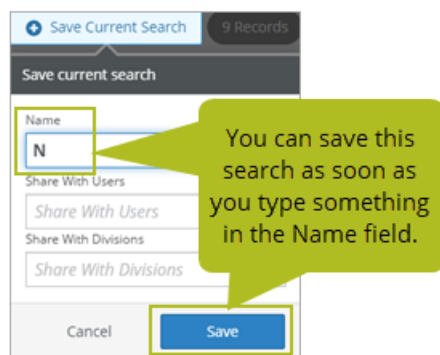 Save Current Search
9 Records
Save current search
Name
N
Share With Users
Share With Users
Share With Divisions
Share With Divisions
Cancel
Save
You can save this
search as soon as
you type something
in the Name field.